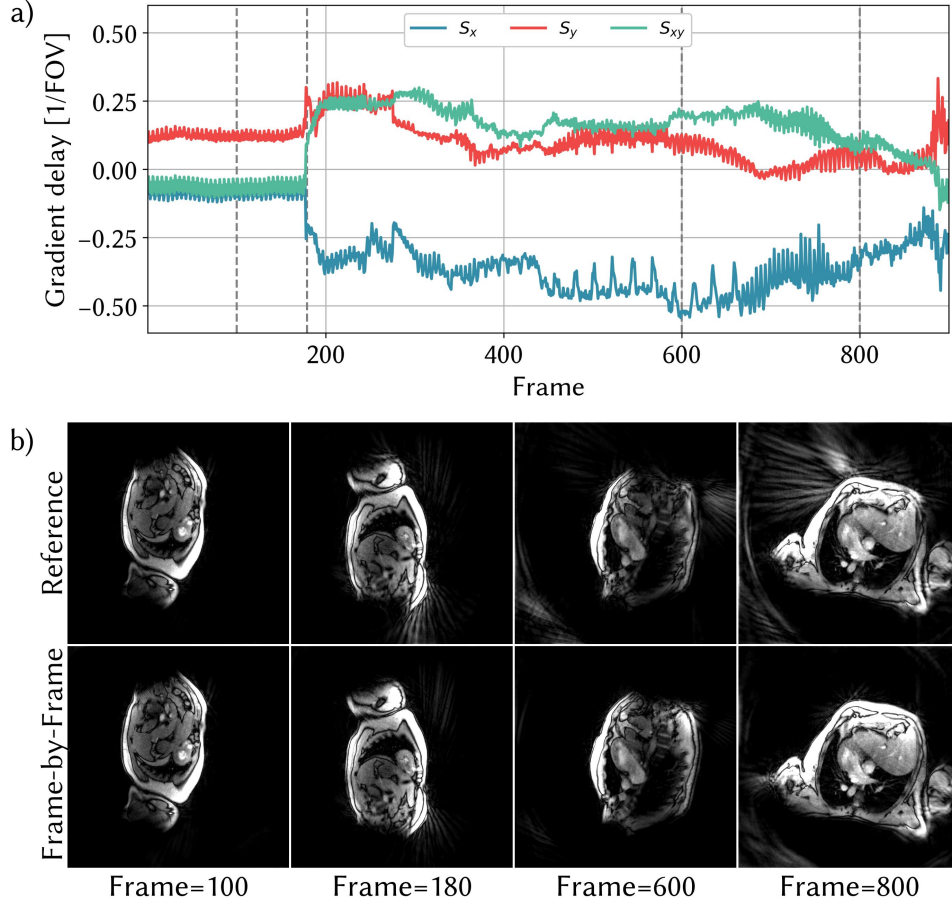 a)
Gradient delay [1/FOV]
0.50
0.25
0.00
−0.25
−0.50
Sx Sy Sxy
200 400 600 800
Frame
b)
Reference
Frame-by-Frame
Frame=100 Frame=180 Frame=600 Frame=800